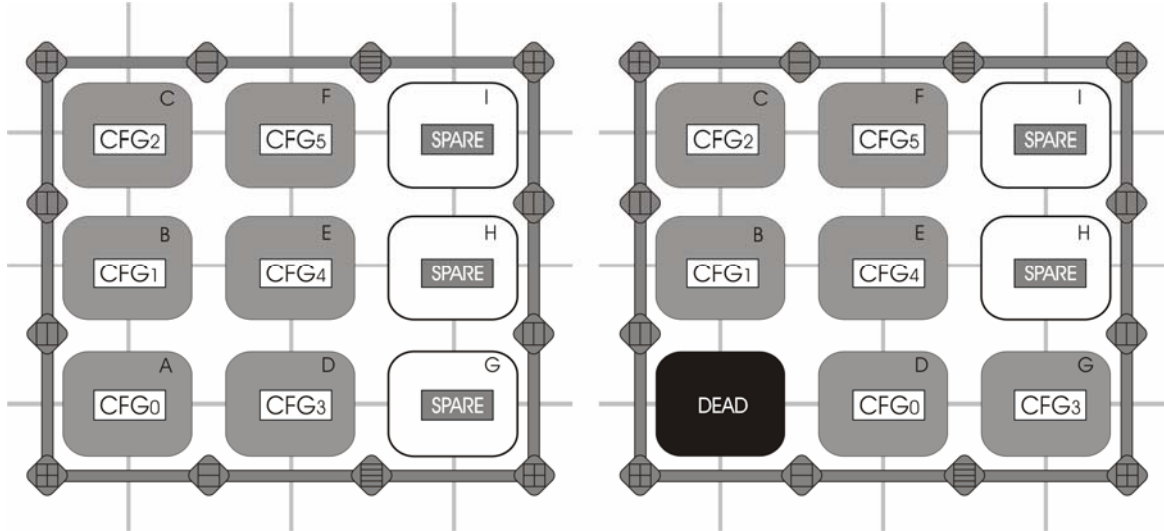 C
CFG2
F
CFG5
I
SPARE
B
CFG1
E
CFG4
H
SPARE
A
CFG0
D
CFG3
G
SPARE
C
CFG2
F
CFG5
I
SPARE
B
CFG1
E
CFG4
H
SPARE
DEAD
D
CFG0
G
CFG3